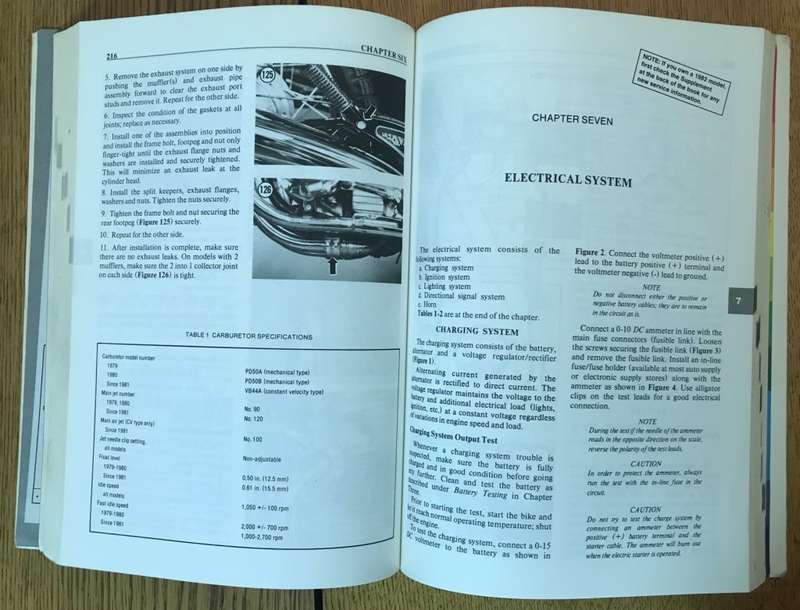 216
CHAPTER SIX
5. Remove the exhaust system on one side by
pushing the muffler(s) and exhaust pipe
assembly forward to clear the exhaust port
studs and remove it. Repeat for the other side.
6. Inspect the condition of the gaskets at all
joints; replace as necessary.
7. Install one of the assemblies into position
and install the frame bolt, footpeg and nut only
finger-tight until the exhaust flange nuts and
washers are installed and securely tightened.
This will minimize an exhaust leak at the
cylinder head.
8. Install the split keepers, exhaust flanges,
washers and nuts. Tighten the nuts securely.
9. Tighten the frame bolt and nut securing the
rear footpeg (Figure 125) securely.
10. Repeat for the other side.
11. After installation is complete, make sure
there are no exhaust leaks. On models with 2
mufflers, make sure the 2 into 1 collector joint
on each side (Figure 126) is tight.
125
126
TABLE 1 CARBURETOR SPECIFICATIONS
Carburetor model number
1979 PD50A (mechanical type)
1980 PD50B (mechanical type)
Since 1981 VB44A (constant velocity type)
Main jet number
1979, 1980 No. 90
Since 1981 No. 120
Main air jet (CV type only)
Since 1981 No. 100
Jet needle clip setting,
all models Non-adjustable
Float level
1979-1980 0.50 in. (12.5 mm)
Since 1981 0.61 in. (15.5 mm)
Idle speed
all models 1,050 +/- 100 rpm
Fast idle speed
1979-1980 2,000 +/- 700 rpm
Since 1981 1,000-2,700 rpm
NOTE: If you own a 1982 model,
first check the Supplement
at the back of the book for any
new service information.
CHAPTER SEVEN
ELECTRICAL SYSTEM
The electrical system consists of the
following systems:
a. Charging system
b. Ignition system
c. Lighting system
d. Directional signal system
e. Horn
Tables 1-2 are at the end of the chapter.
CHARGING SYSTEM
The charging system consists of the battery,
alternator and a voltage regulator/rectifier
(Figure 1).
Alternating current generated by the
alternator is rectified to direct current. The
voltage regulator maintains the voltage to the
battery and additional electrical load (lights,
ignition, etc.) at a constant voltage regardless
of variations in engine speed and load.
Charging System Output Test
Whenever a charging system trouble is
suspected, make sure the battery is fully
charged and in good condition before going
any further. Clean and test the battery as
described under Battery Testing in Chapter
Three.
Prior to starting the test, start the bike and
let it reach normal operating temperature; shut
off the engine.
To test the charging system, connect a 0-15
DC voltmeter to the battery as shown in
Figure 2. Connect the voltmeter positive (+)
lead to the battery positive (+) terminal and
the voltmeter negative (-) lead to ground.
NOTE
Do not disconnect either the positive or
negative battery cables; they are to remain
in the circuit as is.
Connect a 0-10 DC ammeter in line with the
main fuse connectors (fusible link). Loosen
the screws securing the fusible link (Figure 3)
and remove the fusible link. Install an in-line
fuse/fuse holder (available at most auto supply
or electronic supply stores) along with the
ammeter as shown in Figure 4. Use alligator
clips on the test leads for a good electrical
connection.
NOTE
During the test if the needle of the ammeter
reads in the opposite direction on the scale,
reverse the polarity of the test leads.
CAUTION
In order to protect the ammeter, always
run the test with the in-line fuse in the
circuit.
CAUTION
Do not try to test the charge system by
connecting an ammeter between the
positive (+) battery terminal and the
starter cable. The ammeter will burn out
when the electric starter is operated.
7